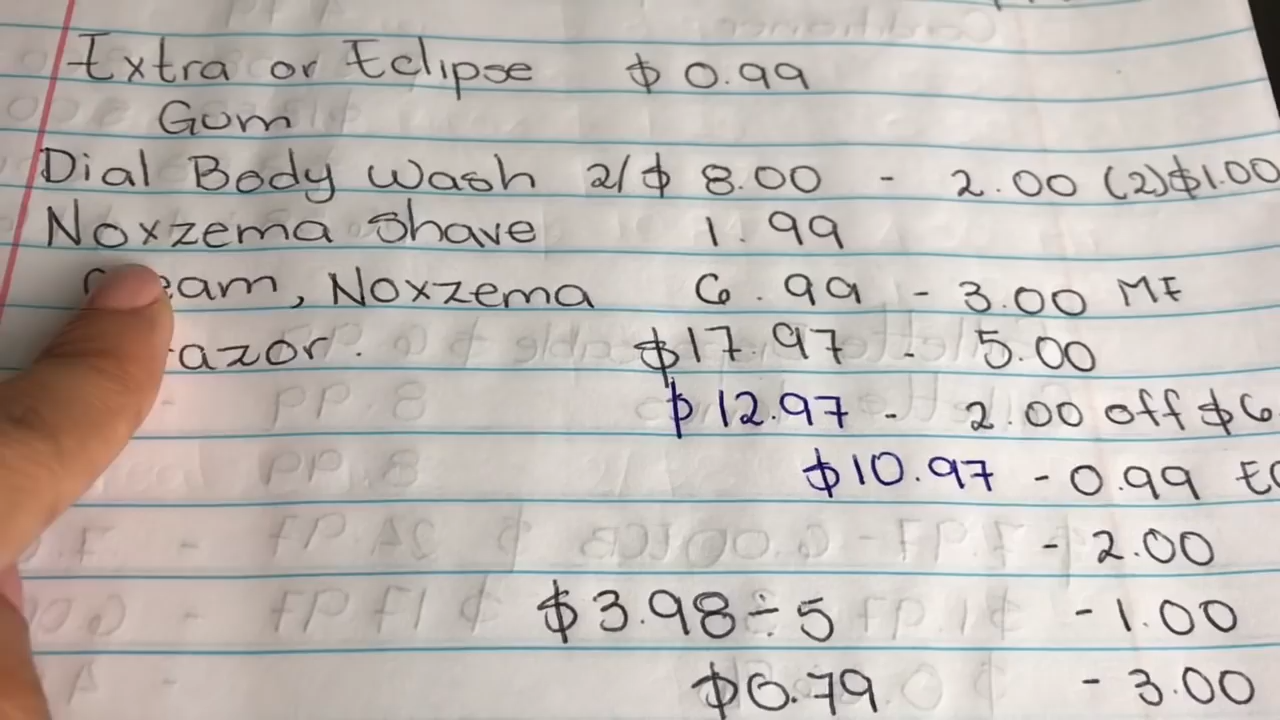 Extra or Eclipse $ 0.99
Gum
Dial Body Wash 2/$ 8.00 - 2.00 (2)$1.00
Noxzema Shave 1.99
eam, Noxzema 6.99 - 3.00 MF
azor. $17.97 - 5.00
$12.97 - 2.00 off $6
$10.97 - 0.99 EC
- 2.00
$3.98÷5 - 1.00
$0.79 - 3.00